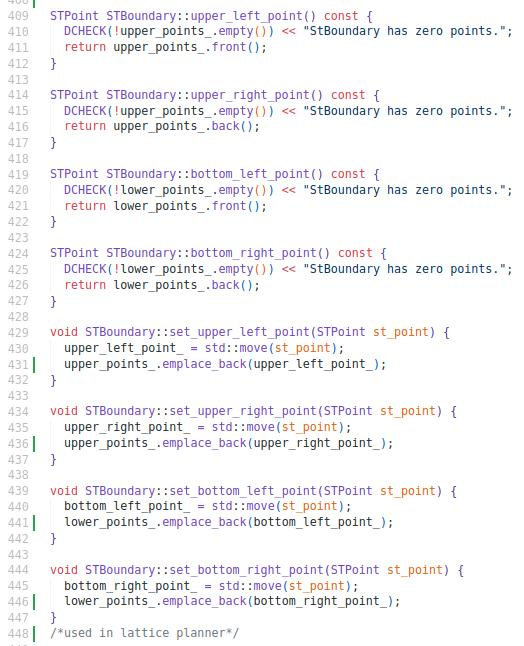 409 STPoint STBoundary::upper_left_point() const {
410 DCHECK(!upper_points_.empty()) << "StBoundary has zero points.";
411 return upper_points_.front();
412 }
413
414 STPoint STBoundary::upper_right_point() const {
415 DCHECK(!upper_points_.empty()) << "StBoundary has zero points.";
416 return upper_points_.back();
417 }
418
419 STPoint STBoundary::bottom_left_point() const {
420 DCHECK(!lower_points_.empty()) << "StBoundary has zero points.";
421 return lower_points_.front();
422 }
423
424 STPoint STBoundary::bottom_right_point() const {
425 DCHECK(!lower_points_.empty()) << "StBoundary has zero points.";
426 return lower_points_.back();
427 }
428
429 void STBoundary::set_upper_left_point(STPoint st_point) {
430 upper_left_point_ = std::move(st_point);
431 upper_points_.emplace_back(upper_left_point_);
432 }
433
434 void STBoundary::set_upper_right_point(STPoint st_point) {
435 upper_right_point_ = std::move(st_point);
436 upper_points_.emplace_back(upper_right_point_);
437 }
438
439 void STBoundary::set_bottom_left_point(STPoint st_point) {
440 bottom_left_point_ = std::move(st_point);
441 lower_points_.emplace_back(bottom_left_point_);
442 }
443
444 void STBoundary::set_bottom_right_point(STPoint st_point) {
445 bottom_right_point_ = std::move(st_point);
446 lower_points_.emplace_back(bottom_right_point_);
447 }
448 /*used in lattice planner*/